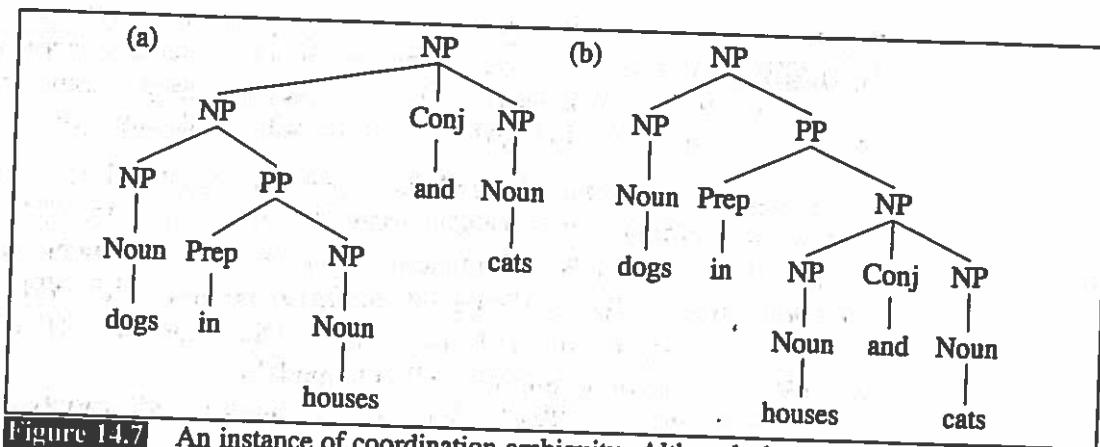 (a) NP (b) NP
NP Conj NP NP PP
NP PP and Noun Noun Prep NP
Noun Prep NP cats dogs in NP Conj NP
dogs in Noun Noun and Noun
houses houses cats
Figure 14.7 An instance of coordination ambiguity.